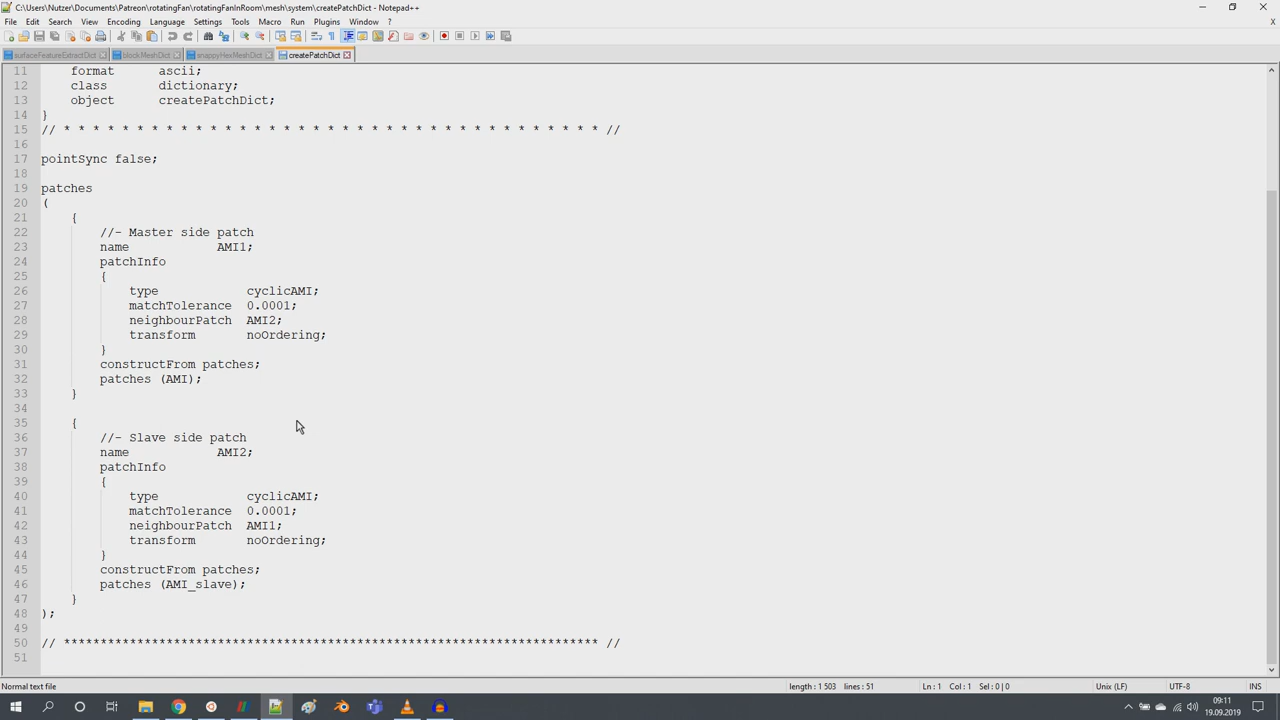 C:\Users\Nutzer\Documents\Patreon\rotatingFan\rotatingFanInRoom\mesh\system\createPatchDict - Notepad++
File Edit Search View Encoding Language Settings Tools Macro Run Plugins Window ?
X
surfaceFeatureExtractDict blockMeshDict snappyHexMeshDict createPatchDict
11 format ascii;
12 class dictionary;
13 object createPatchDict;
14 }
15 // * * * * * * * * * * * * * * * * * * * * * * * * * * * * * * * * * * * * * //
16
17 pointSync false;
18
19 patches
20 (
21 {
22 //- Master side patch
23 name AMI1;
24 patchInfo
25 {
26 type cyclicAMI;
27 matchTolerance 0.0001;
28 neighbourPatch AMI2;
29 transform noOrdering;
30 }
31 constructFrom patches;
32 patches (AMI);
33 }
34
35 {
36 //- Slave side patch
37 name AMI2;
38 patchInfo
39 {
40 type cyclicAMI;
41 matchTolerance 0.0001;
42 neighbourPatch AMI1;
43 transform noOrdering;
44 }
45 constructFrom patches;
46 patches (AMI_slave);
47 }
48 );
49
50 // ************************************************************************* //
51
Normal text file length : 1 503 lines : 51 Ln : 1 Col : 1 Sel : 0 | 0 Unix (LF) UTF-8 INS
09:11
19.09.2019